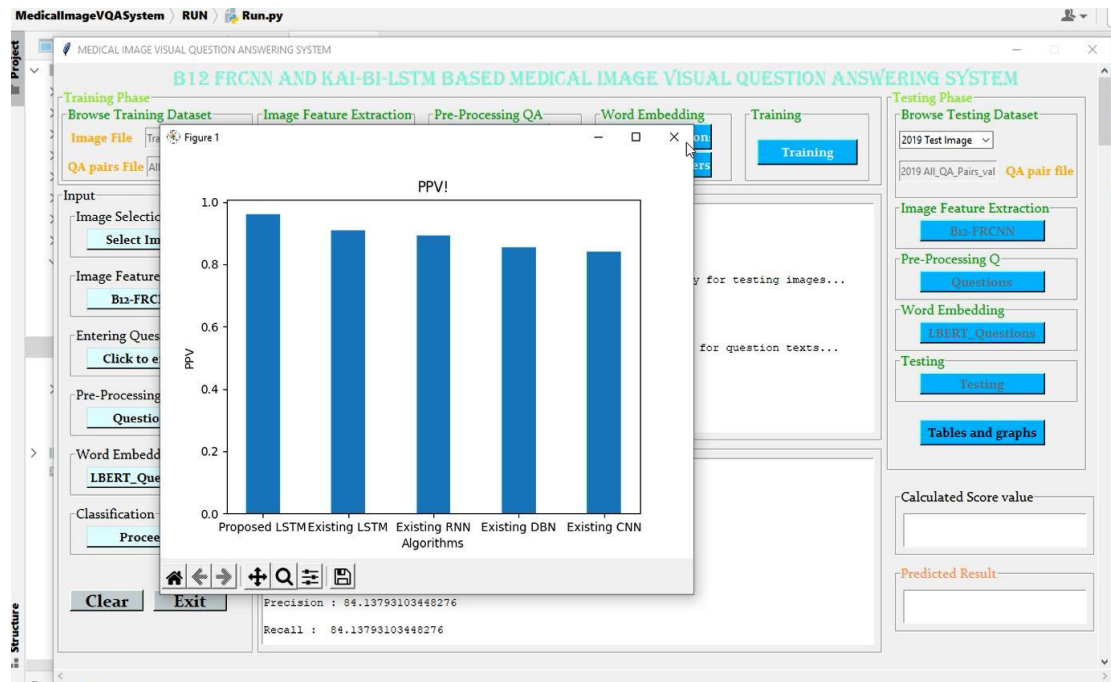 MedicalImageVQASystem 〉 RUN 〉 Run.py
Project
MEDICAL IMAGE VISUAL QUESTION ANSWERING SYSTEM
B12 FRCNN AND KAI-BI-LSTM BASED MEDICAL IMAGE VISUAL QUESTION ANSWERING SYSTEM
Training Phase
Browse Training Dataset
Image File Tra
QA pairs File All
Image Feature Extraction
Pre-Processing QA
Word Embedding
Training
Training
Input
Image Selectio
Select Im
Image Feature
B12-FRC
Entering Ques
Click to e
Pre-Processing
Questio
Word Embedd
LBERT_Que
Classification
Procee
Clear Exit
Figure 1
PPV!
1.0
0.8
0.6
0.4
0.2
0.0
PPV
Proposed LSTM Existing LSTM Existing RNN Existing DBN Existing CNN
Algorithms
y for testing images...
for question texts...
Precision : 84.13793103448276
Recall : 84.13793103448276
Testing Phase
Browse Testing Dataset
2019 Test Image
2019 All_QA_Pairs_val QA pair file
Image Feature Extraction
B12-FRCNN
Pre-Processing Q
Questions
Word Embedding
LBERT_Questions
Testing
Testing
Tables and graphs
Calculated Score value
Predicted Result
Structure